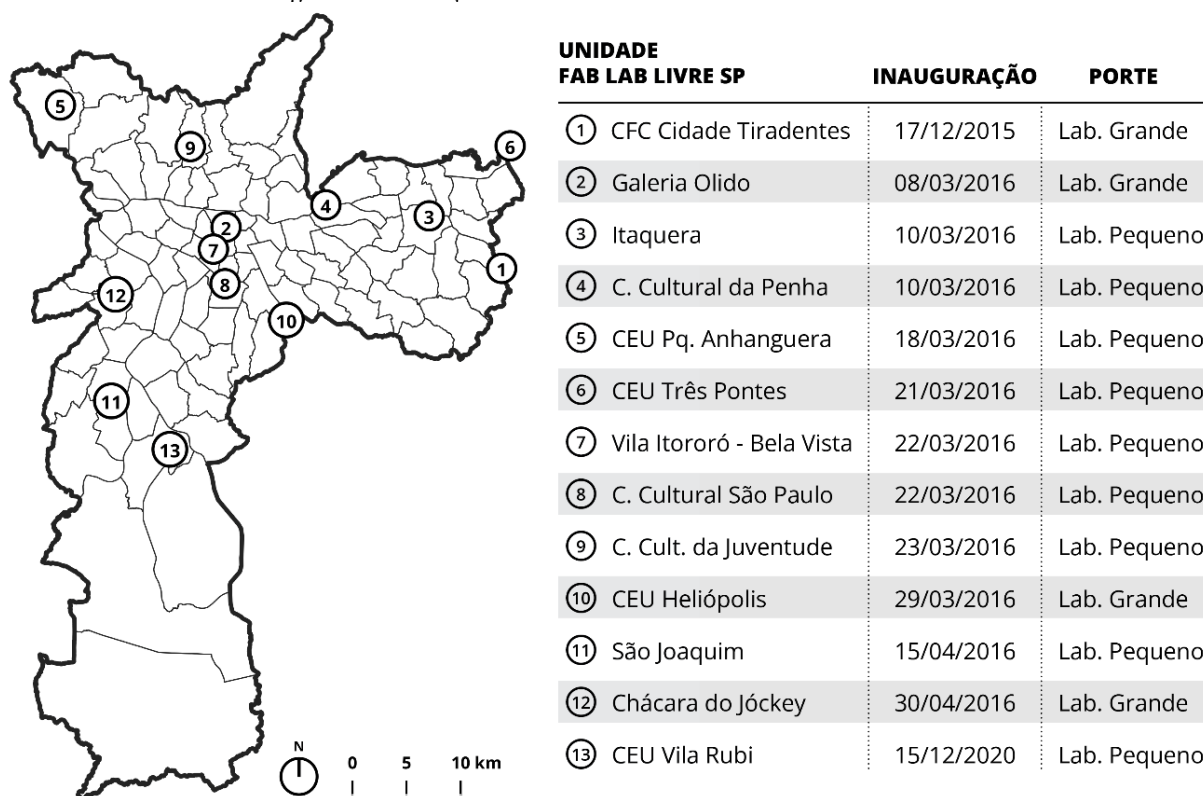 5
9
6
4
3
2
7
1
8
12
10
11
13
N
0 5 10 km
UNIDADE
FAB LAB LIVRE SP INAUGURAÇÃO PORTE
1 CFC Cidade Tiradentes 17/12/2015 Lab. Grande
2 Galeria Olido 08/03/2016 Lab. Grande
3 Itaquera 10/03/2016 Lab. Pequeno
4 C. Cultural da Penha 10/03/2016 Lab. Pequeno
5 CEU Pq. Anhanguera 18/03/2016 Lab. Pequeno
6 CEU Três Pontes 21/03/2016 Lab. Pequeno
7 Vila Itororó - Bela Vista 22/03/2016 Lab. Pequeno
8 C. Cultural São Paulo 22/03/2016 Lab. Pequeno
9 C. Cult. da Juventude 23/03/2016 Lab. Pequeno
10 CEU Heliópolis 29/03/2016 Lab. Grande
11 São Joaquim 15/04/2016 Lab. Pequeno
12 Chácara do Jóckey 30/04/2016 Lab. Grande
13 CEU Vila Rubi 15/12/2020 Lab. Pequeno